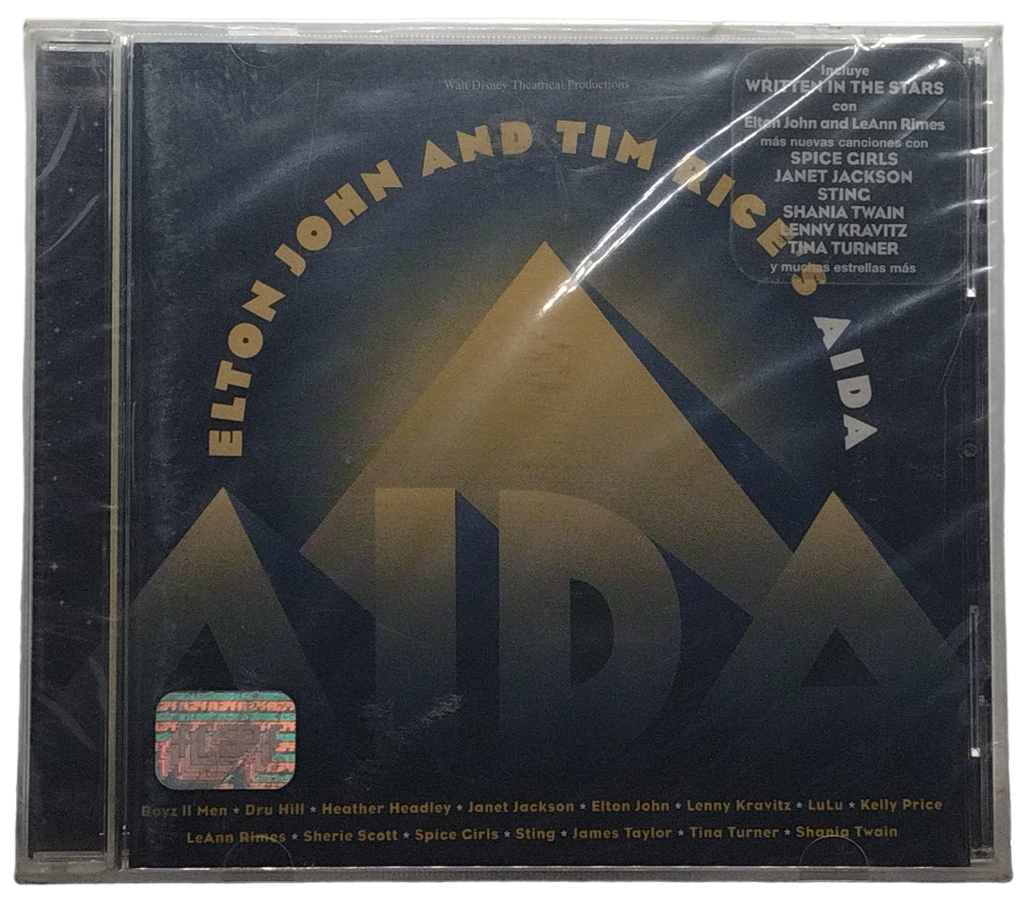 Walt Disney Theatrical Productions
ELTON JOHN AND TIM RICE'S AIDA
Incluye
WRITTEN IN THE STARS
con
Elton John and LeAnn Rimes
más nuevas canciones con
SPICE GIRLS
JANET JACKSON
STING
SHANIA TWAIN
LENNY KRAVITZ
TINA TURNER
y muchas estrellas más
AIDA
Boyz II Men * Dru Hill * Heather Headley * Janet Jackson * Elton John * Lenny Kravitz * LuLu * Kelly Price
LeAnn Rimes * Sherie Scott * Spice Girls * Sting * James Taylor * Tina Turner * Shania Twain